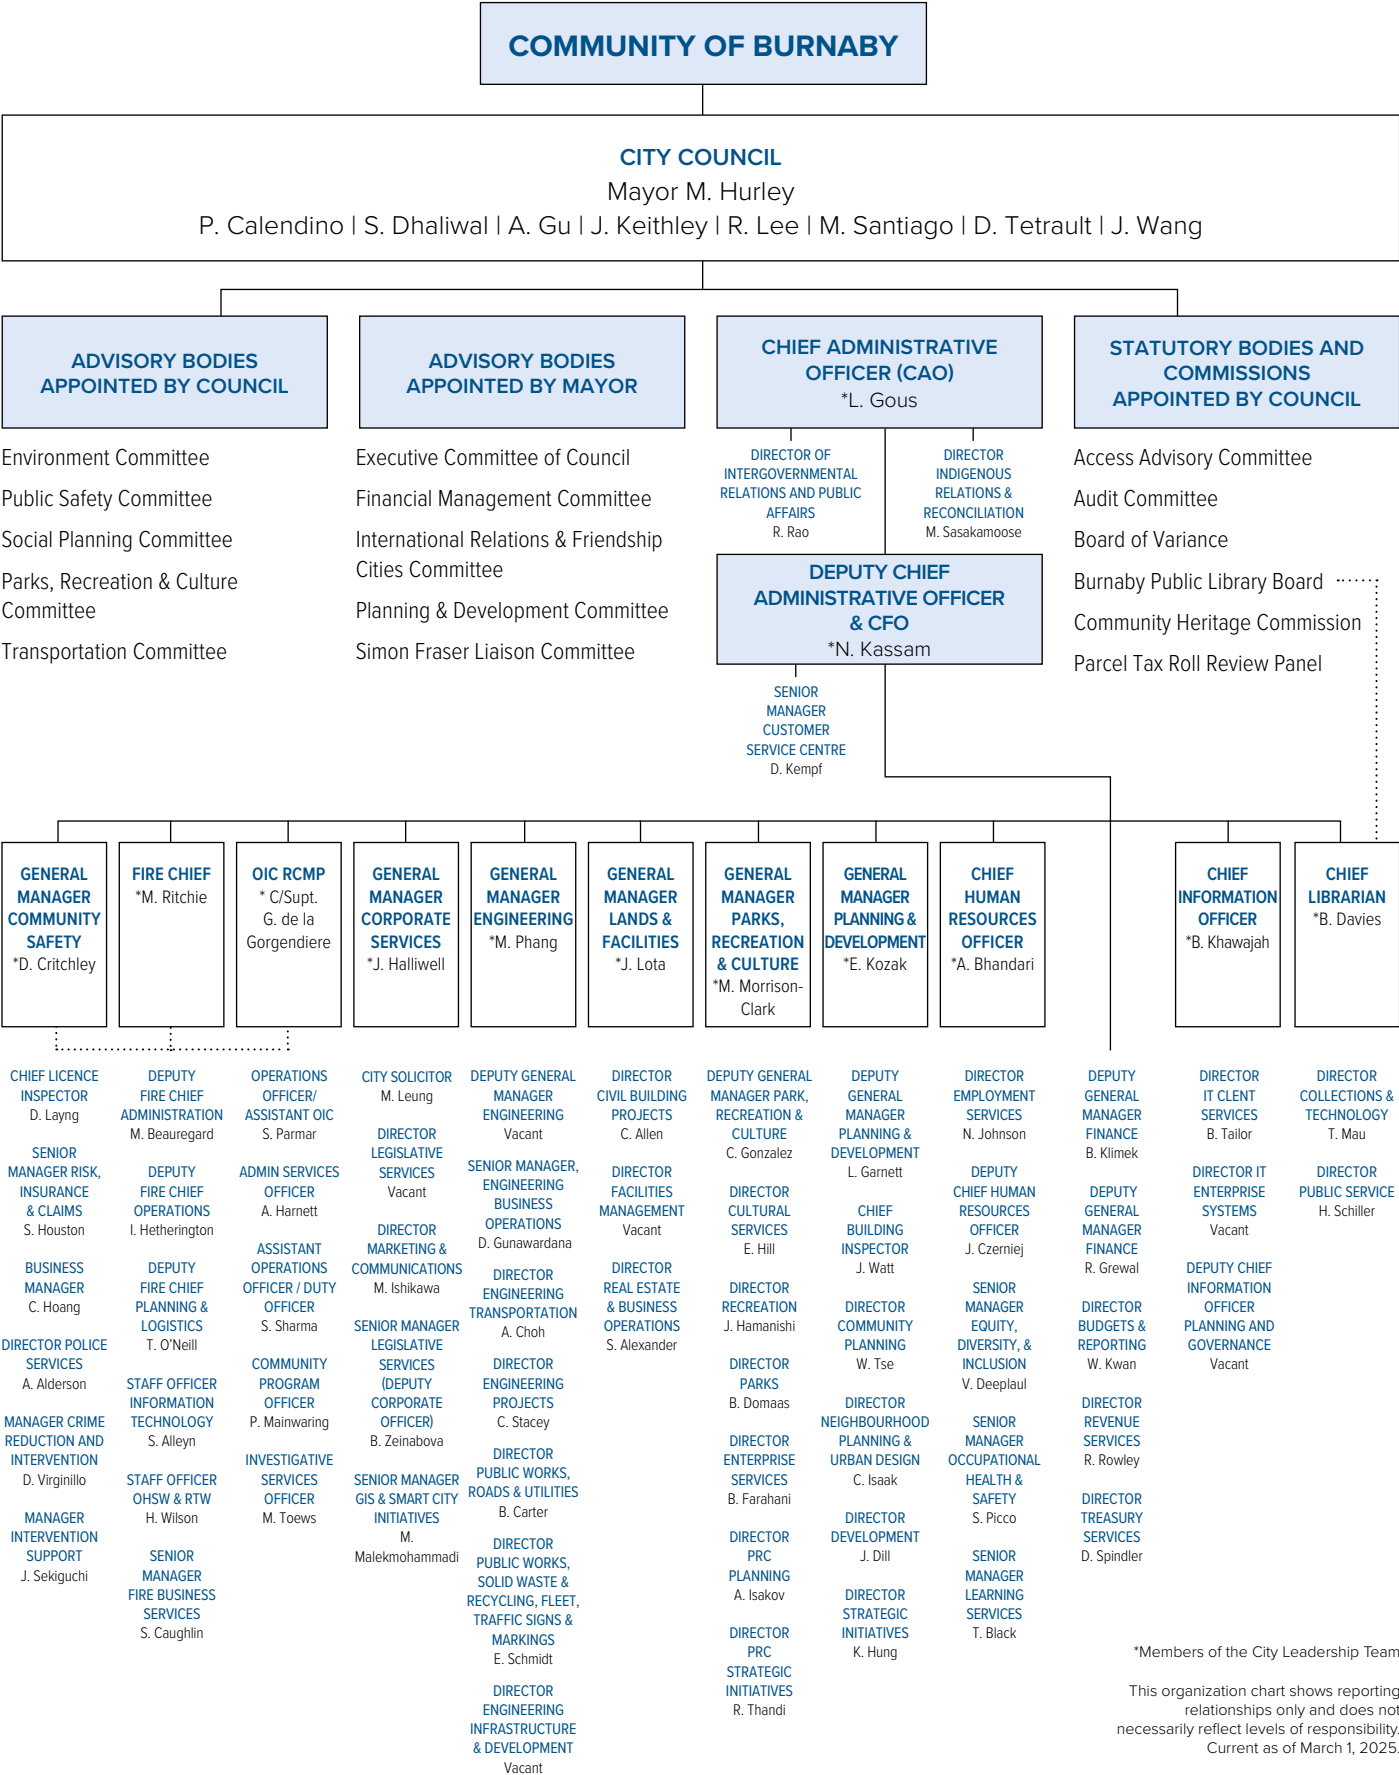 COMMUNITY OF BURNABY
CITY COUNCIL
Mayor M. Hurley
P. Calendino | S. Dhaliwal | A. Gu | J. Keithley | R. Lee | M. Santiago | D. Tetrault | J. Wang
ADVISORY BODIES
APPOINTED BY COUNCIL
Environment Committee
Public Safety Committee
Social Planning Committee
Parks, Recreation & Culture
Committee
Transportation Committee
ADVISORY BODIES
APPOINTED BY MAYOR
Executive Committee of Council
Financial Management Committee
International Relations & Friendship
Cities Committee
Planning & Development Committee
Simon Fraser Liaison Committee
CHIEF ADMINISTRATIVE
OFFICER (CAO)
*L. Gous
DIRECTOR OF
INTERGOVERNMENTAL
RELATIONS AND PUBLIC
AFFAIRS
R. Rao
DIRECTOR
INDIGENOUS
RELATIONS &
RECONCILIATION
M. Sasakamoose
DEPUTY CHIEF
ADMINISTRATIVE OFFICER
& CFO
*N. Kassam
SENIOR
MANAGER
CUSTOMER
SERVICE CENTRE
D. Kempf
STATUTORY BODIES AND
COMMISSIONS
APPOINTED BY COUNCIL
Access Advisory Committee
Audit Committee
Board of Variance
Burnaby Public Library Board
Community Heritage Commission
Parcel Tax Roll Review Panel
GENERAL
MANAGER
COMMUNITY
SAFETY
*D. Critchley
CHIEF LICENCE
INSPECTOR
D. Layng
SENIOR
MANAGER RISK,
INSURANCE
& CLAIMS
S. Houston
BUSINESS
MANAGER
C. Hoang
DIRECTOR POLICE
SERVICES
A. Alderson
MANAGER CRIME
REDUCTION AND
INTERVENTION
D. Virginillo
MANAGER
INTERVENTION
SUPPORT
J. Sekiguchi
FIRE CHIEF
*M. Ritchie
DEPUTY
FIRE CHIEF
ADMINISTRATION
M. Beauregard
DEPUTY
FIRE CHIEF
OPERATIONS
I. Hetherington
DEPUTY
FIRE CHIEF
PLANNING &
LOGISTICS
T. O'Neill
STAFF OFFICER
INFORMATION
TECHNOLOGY
S. Alleyn
STAFF OFFICER
OHSW & RTW
H. Wilson
SENIOR
MANAGER
FIRE BUSINESS
SERVICES
S. Caughlin
OIC RCMP
* C/Supt.
G. de la
Gorgendiere
OPERATIONS
OFFICER/
ASSISTANT OIC
S. Parmar
ADMIN SERVICES
OFFICER
A. Harnett
ASSISTANT
OPERATIONS
OFFICER / DUTY
OFFICER
S. Sharma
COMMUNITY
PROGRAM
OFFICER
P. Mainwaring
INVESTIGATIVE
SERVICES
OFFICER
M. Toews
GENERAL
MANAGER
CORPORATE
SERVICES
*J. Halliwell
CITY SOLICITOR
M. Leung
DIRECTOR
LEGISLATIVE
SERVICES
Vacant
DIRECTOR
MARKETING &
COMMUNICATIONS
M. Ishikawa
SENIOR MANAGER
LEGISLATIVE
SERVICES
(DEPUTY
CORPORATE
OFFICER)
B. Zeinabova
SENIOR MANAGER
GIS & SMART CITY
INITIATIVES
M.
Malekmohammadi
GENERAL
MANAGER
ENGINEERING
*M. Phang
DEPUTY GENERAL
MANAGER
ENGINEERING
Vacant
SENIOR MANAGER,
ENGINEERING
BUSINESS
OPERATIONS
D. Gunawardana
DIRECTOR
ENGINEERING
TRANSPORTATION
A. Choh
DIRECTOR
ENGINEERING
PROJECTS
C. Stacey
DIRECTOR
PUBLIC WORKS,
ROADS & UTILITIES
B. Carter
DIRECTOR
PUBLIC WORKS,
SOLID WASTE &
RECYCLING, FLEET,
TRAFFIC SIGNS &
MARKINGS
E. Schmidt
DIRECTOR
ENGINEERING
INFRASTRUCTURE
& DEVELOPMENT
Vacant
GENERAL
MANAGER
LANDS &
FACILITIES
*J. Lota
DIRECTOR
CIVIL BUILDING
PROJECTS
C. Allen
DIRECTOR
FACILITIES
MANAGEMENT
Vacant
DIRECTOR
REAL ESTATE
& BUSINESS
OPERATIONS
S. Alexander
GENERAL
MANAGER
PARKS,
RECREATION
& CULTURE
*M. Morrison-
Clark
DEPUTY GENERAL
MANAGER PARK,
RECREATION &
CULTURE
C. Gonzalez
DIRECTOR
CULTURAL
SERVICES
E. Hill
DIRECTOR
RECREATION
J. Hamanishi
DIRECTOR
PARKS
B. Domaas
DIRECTOR
ENTERPRISE
SERVICES
B. Farahani
DIRECTOR
PRC
PLANNING
A. Isakov
DIRECTOR
PRC
STRATEGIC
INITIATIVES
R. Thandi
GENERAL
MANAGER
PLANNING &
DEVELOPMENT
*E. Kozak
DEPUTY
GENERAL
MANAGER
PLANNING &
DEVELOPMENT
L. Garnett
CHIEF
BUILDING
INSPECTOR
J. Watt
DIRECTOR
COMMUNITY
PLANNING
W. Tse
DIRECTOR
NEIGHBOURHOOD
PLANNING &
URBAN DESIGN
C. Isaak
DIRECTOR
DEVELOPMENT
J. Dill
DIRECTOR
STRATEGIC
INITIATIVES
K. Hung
CHIEF
HUMAN
RESOURCES
OFFICER
*A. Bhandari
DIRECTOR
EMPLOYMENT
SERVICES
N. Johnson
DEPUTY
CHIEF HUMAN
RESOURCES
OFFICER
J. Czerniej
SENIOR
MANAGER
EQUITY,
DIVERSITY, &
INCLUSION
V. Deeplaul
SENIOR
MANAGER
OCCUPATIONAL
HEALTH &
SAFETY
S. Picco
SENIOR
MANAGER
LEARNING
SERVICES
T. Black
DEPUTY
GENERAL
MANAGER
FINANCE
B. Klimek
DEPUTY
GENERAL
MANAGER
FINANCE
R. Grewal
DIRECTOR
BUDGETS &
REPORTING
W. Kwan
DIRECTOR
REVENUE
SERVICES
R. Rowley
DIRECTOR
TREASURY
SERVICES
D. Spindler
CHIEF
INFORMATION
OFFICER
*B. Khawajah
DIRECTOR
IT CLENT
SERVICES
B. Tailor
DIRECTOR IT
ENTERPRISE
SYSTEMS
Vacant
DEPUTY CHIEF
INFORMATION
OFFICER
PLANNING AND
GOVERNANCE
Vacant
CHIEF
LIBRARIAN
*B. Davies
DIRECTOR
COLLECTIONS &
TECHNOLOGY
T. Mau
DIRECTOR
PUBLIC SERVICE
H. Schiller
*Members of the City Leadership Team
This organization chart shows reporting
relationships only and does not
necessarily reflect levels of responsibility.
Current as of March 1, 2025.